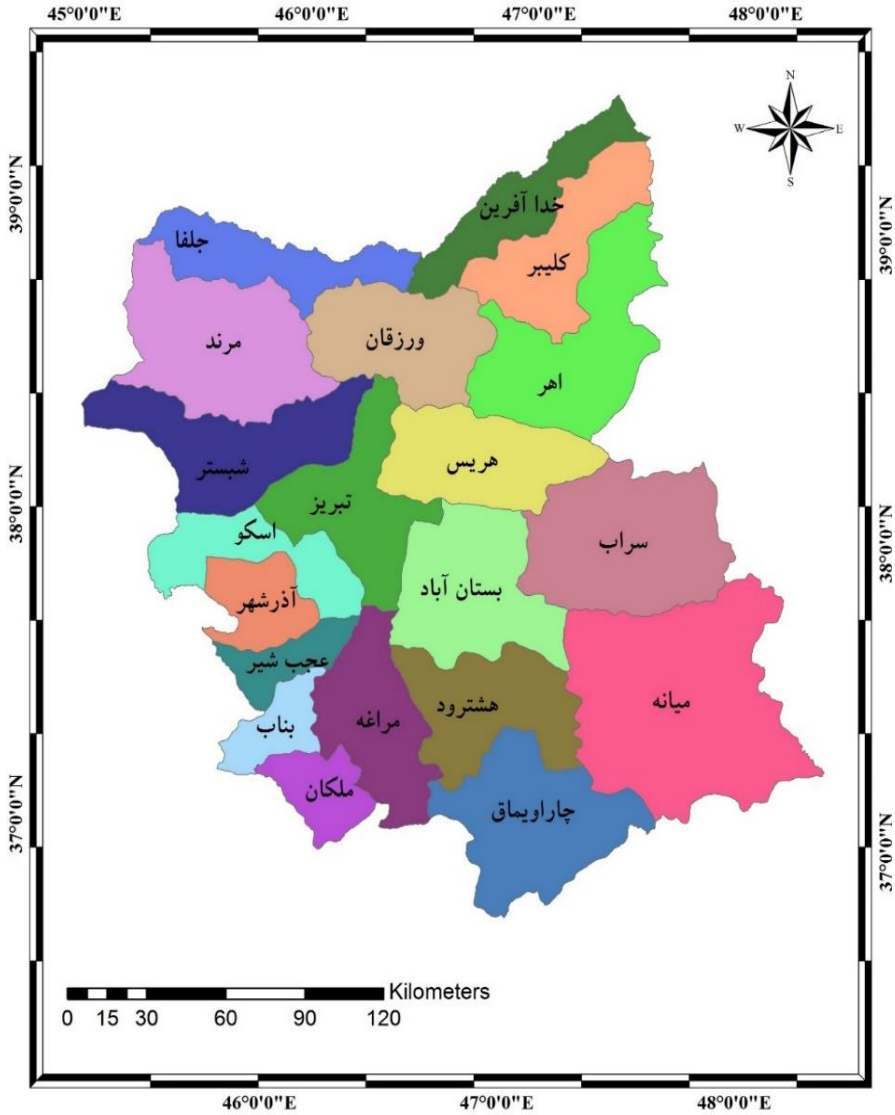 45°0'0"E 46°0'0"E 47°0'0"E 48°0'0"E
N
W E
S
39°0'0"N 39°0'0"N
خدا آفرین
جلفا
کلیبر
ورزقان
مرند
اهر
هریس
شبستر
تبریز
38°0'0"N 38°0'0"N
اسکو
سراب
بستان آباد
آذرشهر
عجب شیر
هشترود
میانه
مراغه
بناب
ملکان
چاراویماق
37°0'0"N 37°0'0"N
Kilometers
0 15 30 60 90 120
46°0'0"E 47°0'0"E 48°0'0"E